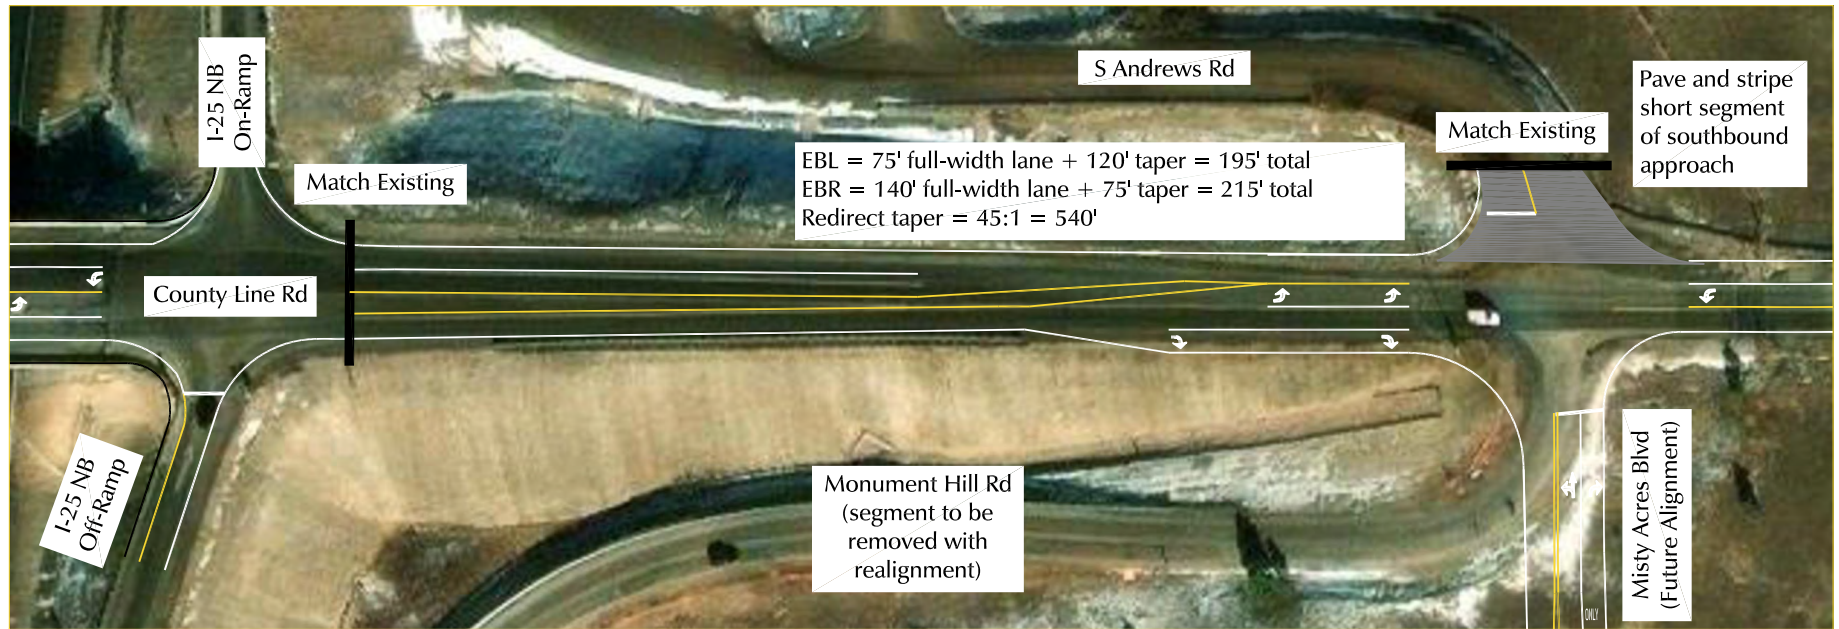 I-25 NB
On-Ramp
S Andrews Rd
Pave and stripe
short segment
of southbound
approach
Match Existing
Match Existing
EBL = 75' full-width lane + 120' taper = 195' total
EBR = 140' full-width lane + 75' taper = 215' total
Redirect taper = 45:1 = 540'
County Line Rd
I-25 NB
Off-Ramp
Monument Hill Rd
(segment to be
removed with
realignment)
Misty Acres Blvd
(Future Alignment)
ONLY